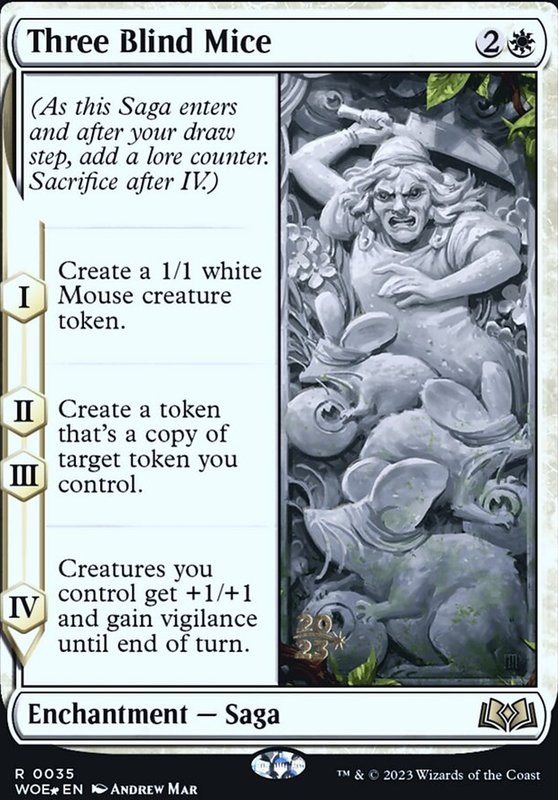 Three Blind Mice
2
(As this Saga enters
and after your draw
step, add a lore counter.
Sacrifice after IV.)
I
Create a 1/1 white
Mouse creature
token.
II
III
Create a token
that's a copy of
target token you
control.
IV
Creatures you
control get +1/+1
and gain vigilance
until end of turn.
20
23
Enchantment — Saga
R 0035
WOE★EN Andrew Mar
™ & © 2023 Wizards of the Coast